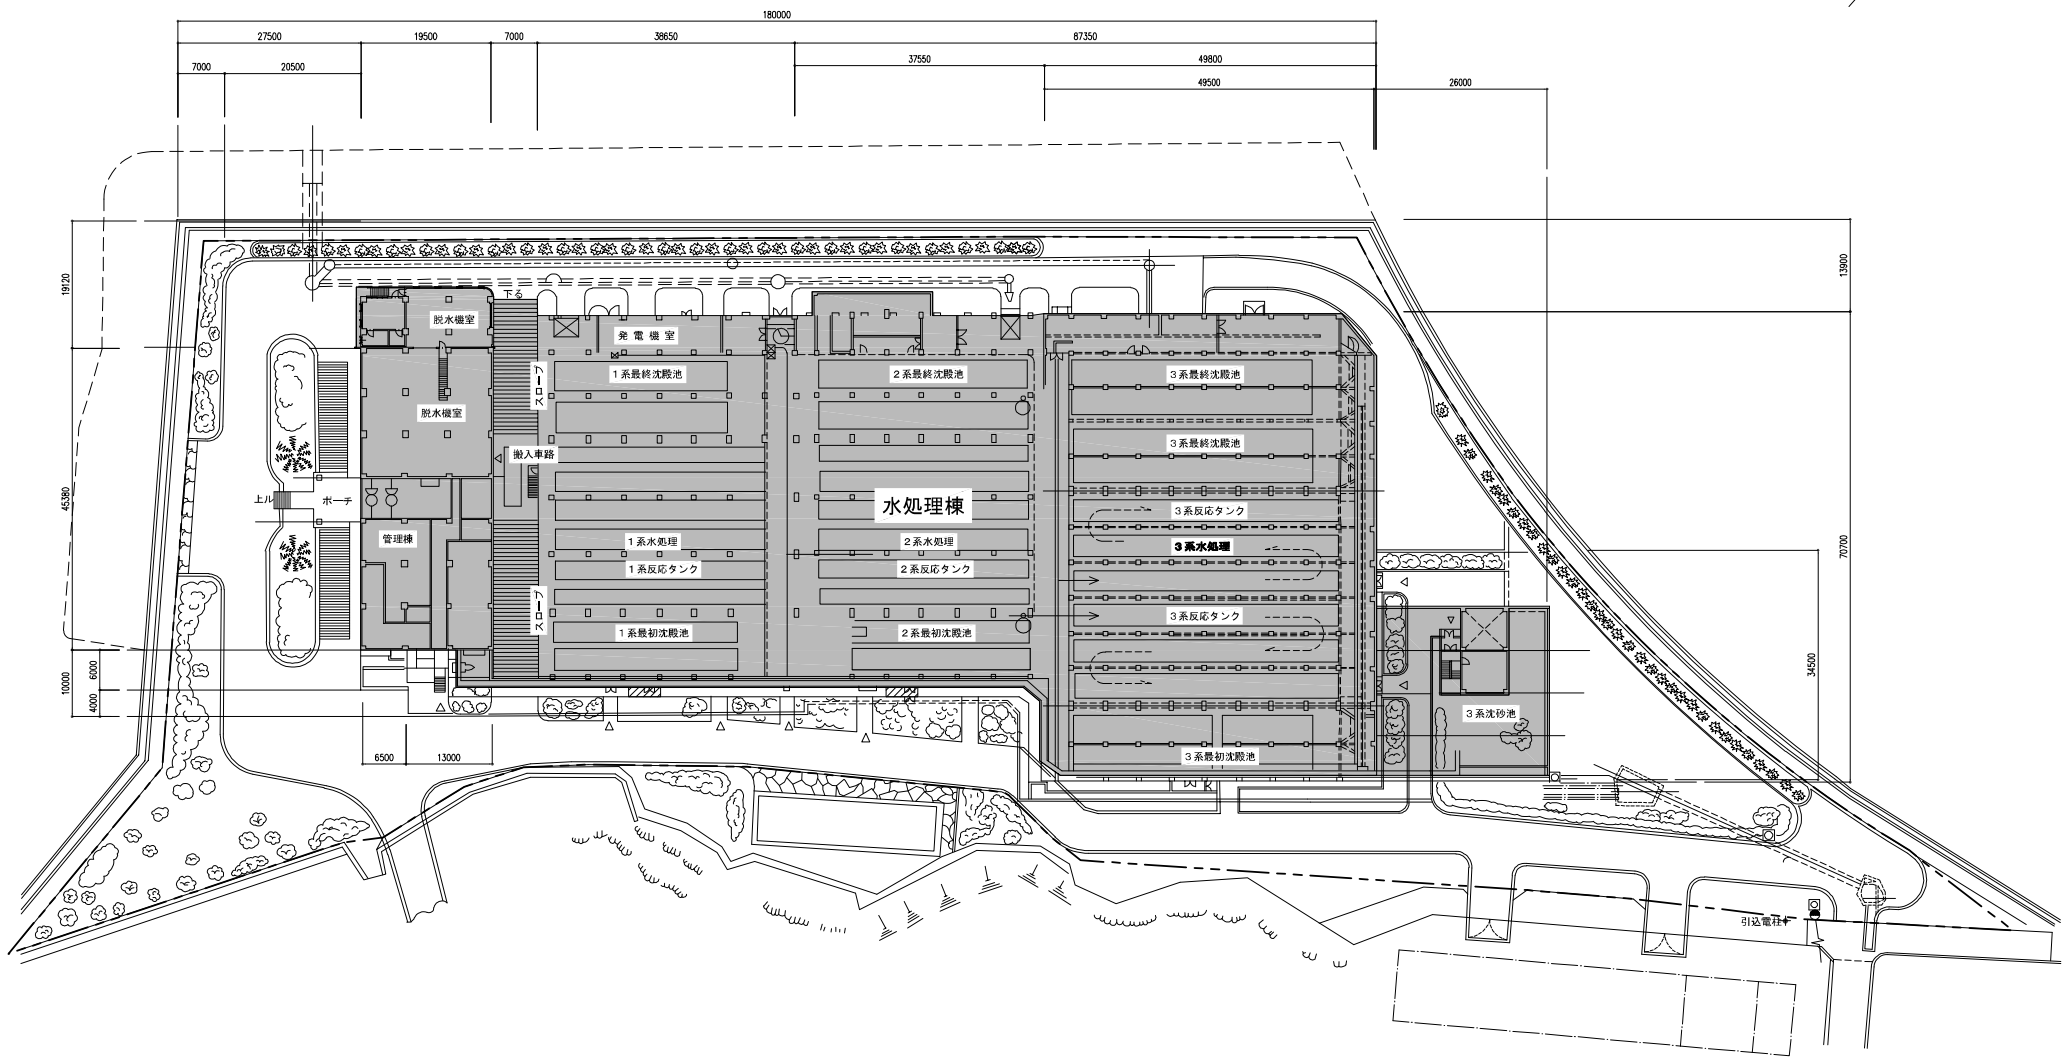 180000
27500
19500
7000
38650
87350
7000
20500
37550
49800
49500
26000
19120
45380
10000
6000
4000
13900
70700
34500
6500
13000
下る
脱水機室
脱水機室
発電機室
スロープ
1系最終沈殿池
2系最終沈殿池
3系最終沈殿池
3系最終沈殿池
搬入車路
上ル
ポーチ
水処理棟
3系反応タンク
管理棟
1系水処理
2系水処理
3系水処理
1系反応タンク
2系反応タンク
スロープ
3系反応タンク
1系最初沈殿池
2系最初沈殿池
3系沈砂池
3系最初沈殿池
引込電柱